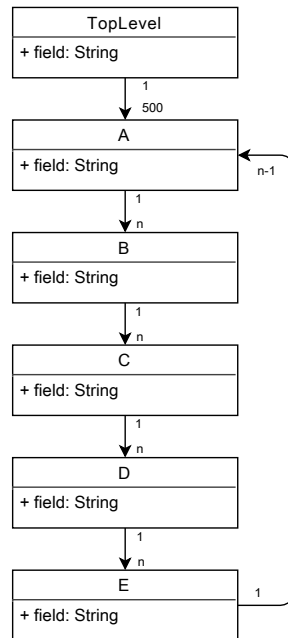 TopLevel
+ field: String
1
500
A
+ field: String
n-1
1
n
B
+ field: String
1
n
C
+ field: String
1
n
D
+ field: String
1
n
E
1
+ field: String